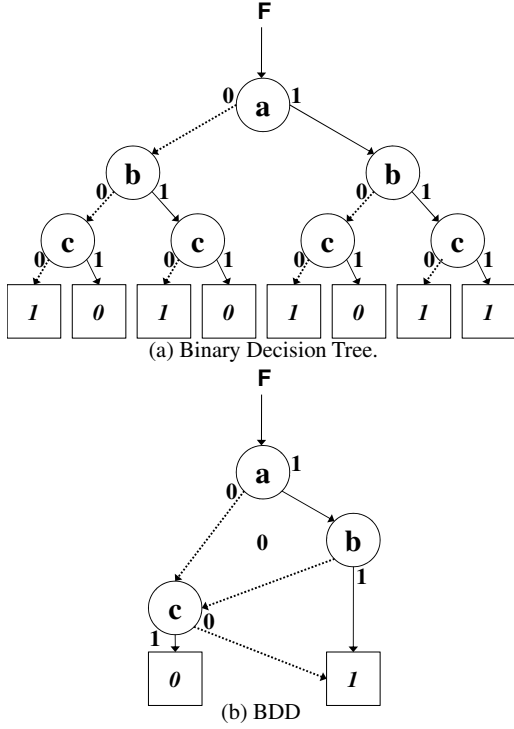 F
0 a 1
b b
0 1 0 1
c c c c
0 1 0 1 0 1 0 1
1 0 1 0 1 0 1 1
(a) Binary Decision Tree.
F
a 1
0
0 b
1
c 0
1
0 1
(b) BDD